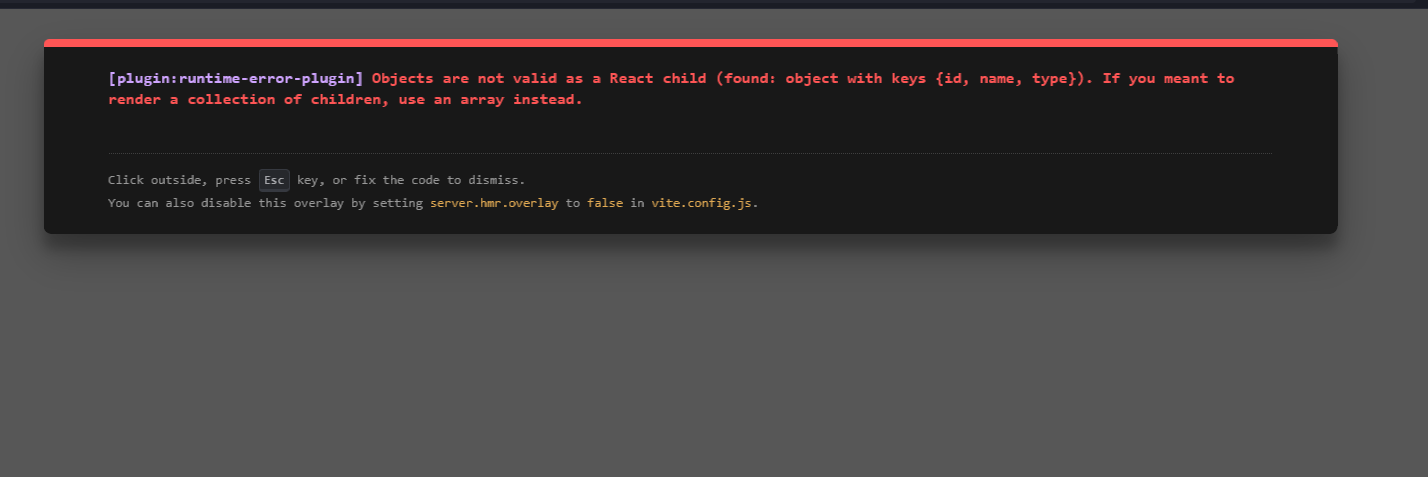 [plugin:runtime-error-plugin] Objects are not valid as a React child (found: object with keys {id, name, type}). If you meant to
render a collection of children, use an array instead.
Click outside, press Esc key, or fix the code to dismiss.
You can also disable this overlay by setting server.hmr.overlay to false in vite.config.js.